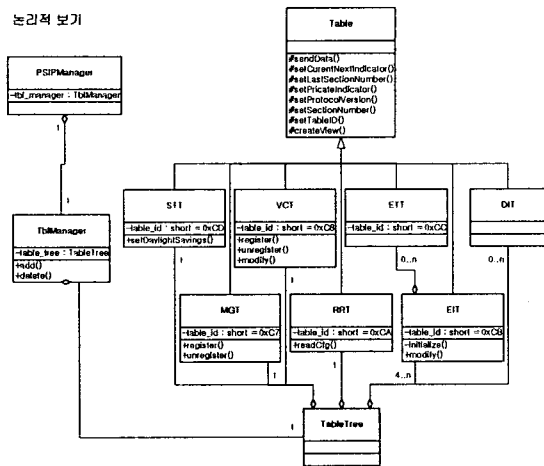 논리적 보기
Table
#sendData()
#setCurentNextIndicator()
#setLastSectionNumber()
#setPricateIndicator()
#setProtocolVersion()
#setSectionNumber()
#setTableID()
#createView()
PSIPManager
-tbl_manager : TblManager
1
1
TblManager
-table_tree : TableTree
+add()
+delete()
STT
-table_id : short = 0xCD
+setDaylightSavings()
1
VCT
-table_id : short = 0xC8
+register()
+unregister()
+modify()
1
ETT
-table_id : short = 0xCC
0..n
DIT
0..n
MGT
-table_id : short = 0xC7
+register()
+unregister()
1
RRT
-table_id : short = 0xCA
+readCfg()
1
EIT
-table_id : short = 0xCB
-initialize()
+modify()
4..n
TableTree
1